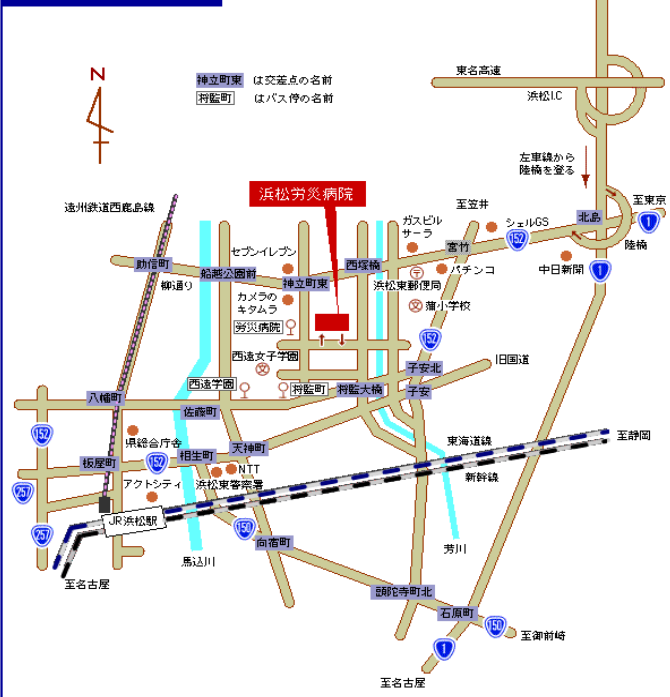 N
神立町東 は交差点の名前
将監町 はバス停の名前
東名高速
浜松I.C
左車線から
陸橋を登る
浜松労災病院
遠州鉄道西鹿島線
至笠井
至東京
ガスビル
サーラ
シェルGS
北島
1
セブンイレブン
宮竹
152
陸橋
助信町
船越公園前
西塚橋
パチンコ
中日新聞
1
柳通り
神立町東
浜松東郵便局
カメラの
キタムラ
文
蒲小学校
労災病院
152
西遠女子学園
文
旧国道
子安北
西遠学園
将監町
将監大橋
子安
八幡町
佐藤町
152
県総合庁舎
天神町
東海道線
至静岡
板屋町
152
相生町
NTT
新幹線
257
アクトシティ
浜松東警察署
JR浜松駅
257
150
向宿町
馬込川
芳川
至名古屋
頭陀寺町北
石原町
150
至御前崎
1
至名古屋